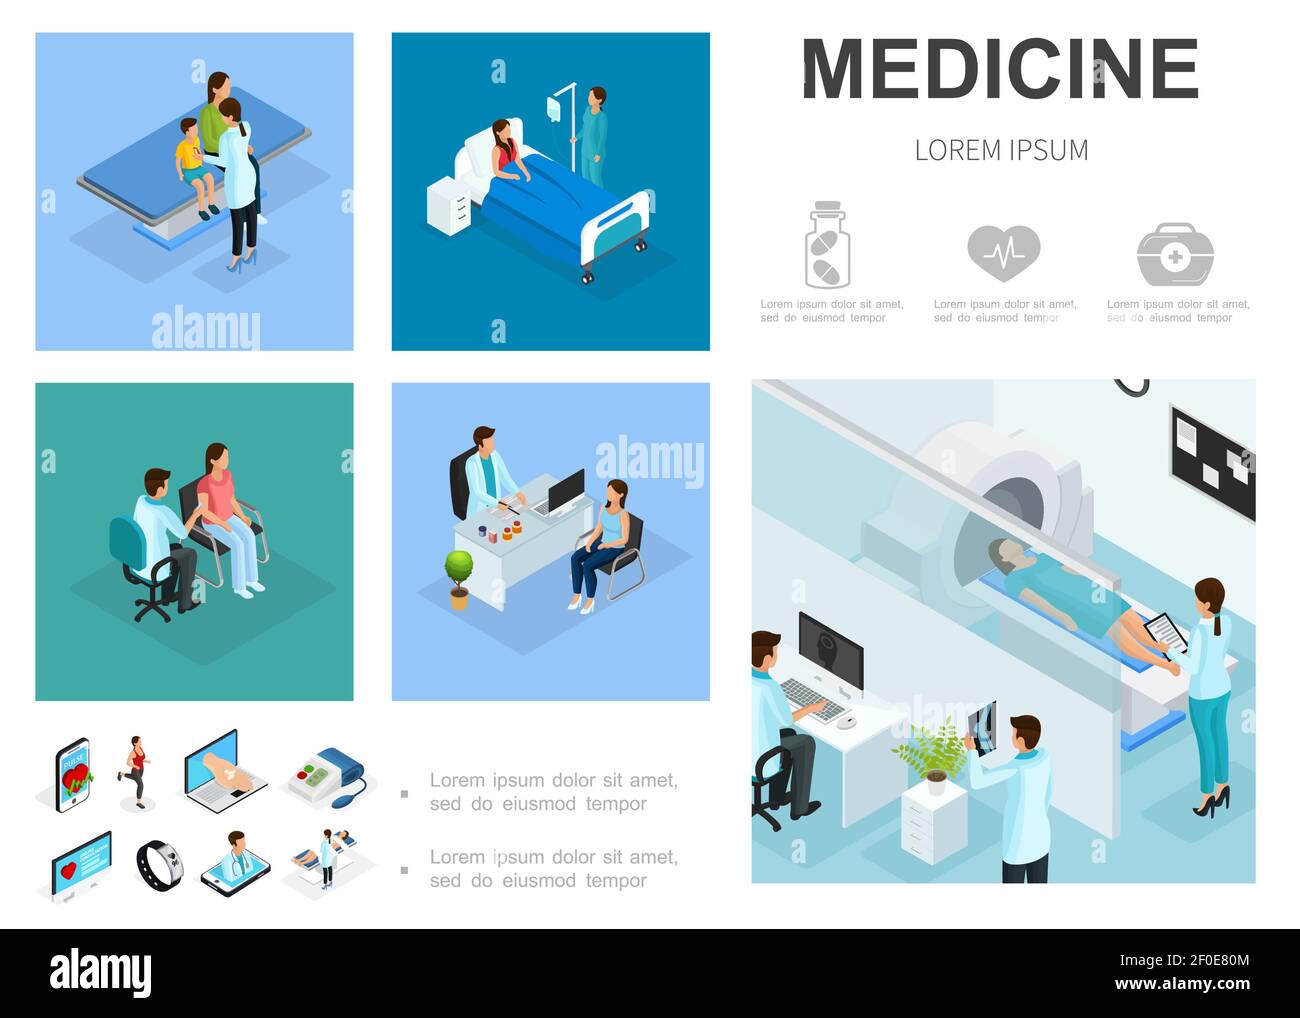 MEDICINE
LOREM IPSUM
Lorem ipsum dolor sit amet,
sed do eiusmod tempor
Lorem ipsum dolor sit amet,
sed do eiusmod tempor
Lorem ipsum dolor sit amet,
sed do eiusmod tempor
alamy
alamy
PULSE
Lorem ipsum dolor sit amet,
sed do eiusmod tempor
Lorem ipsum dolor sit amet,
sed do eiusmod tempor
alamy
Image ID: 2F0E80M
www.alamy.com